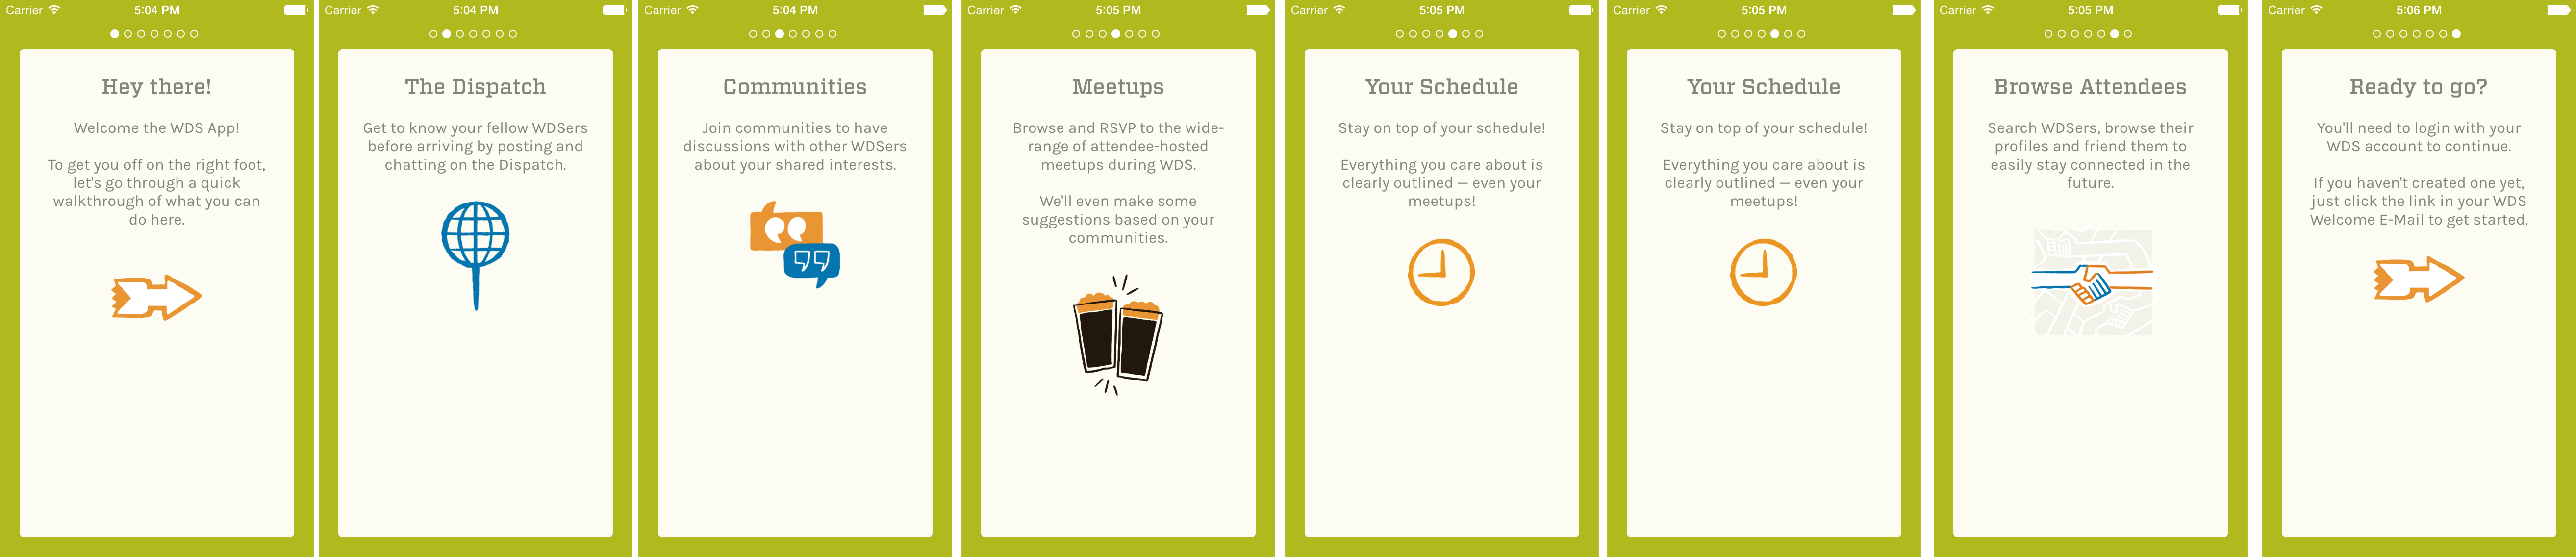 Carrier 5:04 PM
Hey there!
Welcome the WDS App!
To get you off on the right foot,
let's go through a quick
walkthrough of what you can
do here.
Carrier 5:04 PM
The Dispatch
Get to know your fellow WDSers
before arriving by posting and
chatting on the Dispatch.
Carrier 5:04 PM
Communities
Join communities to have
discussions with other WDSers
about your shared interests.
Carrier 5:05 PM
Meetups
Browse and RSVP to the wide-
range of attendee-hosted
meetups during WDS.
We'll even make some
suggestions based on your
communities.
Carrier 5:05 PM
Your Schedule
Stay on top of your schedule!
Everything you care about is
clearly outlined — even your
meetups!
Carrier 5:05 PM
Your Schedule
Stay on top of your schedule!
Everything you care about is
clearly outlined — even your
meetups!
Carrier 5:05 PM
Browse Attendees
Search WDSers, browse their
profiles and friend them to
easily stay connected in the
future.
Carrier 5:06 PM
Ready to go?
You'll need to login with your
WDS account to continue.
If you haven't created one yet,
just click the link in your WDS
Welcome E-Mail to get started.